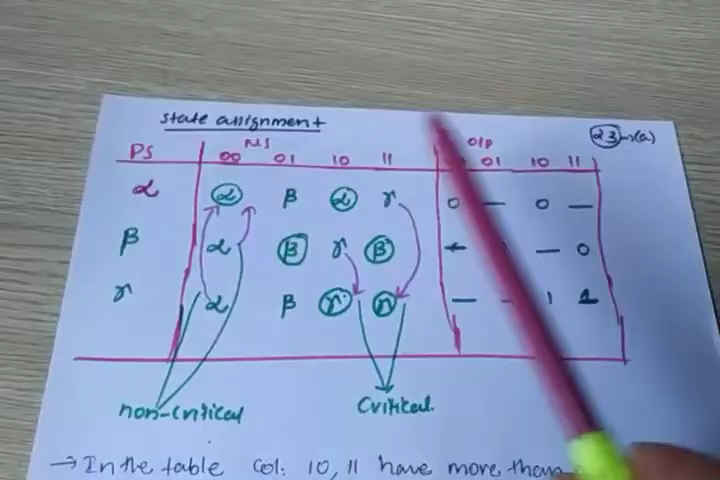 state assignment
23→(a)
PS NS O/P
00 01 10 11 01 10 11
α α β α r 0 — 0 —
β α β r β — — 0
r α β r r — — 1 1
non-critical Critical.
→ In the table col: 10, 11 have more than